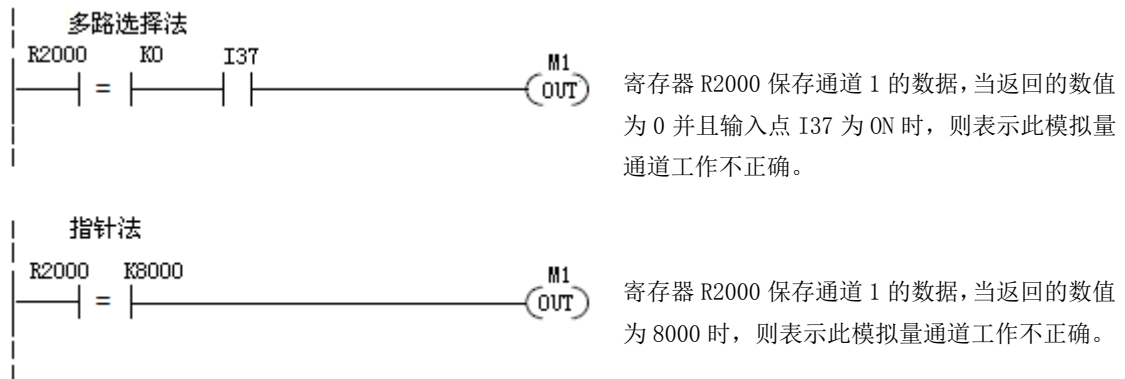 多路选择法
R2000 K0 I37 M1
= OUT
寄存器 R2000 保存通道 1 的数据,当返回的数值
为 0 并且输入点 I37 为 ON 时，则表示此模拟量
通道工作不正确。
指针法
R2000 K8000 M1
= OUT
寄存器 R2000 保存通道 1 的数据,当返回的数值
为 8000 时，则表示此模拟量通道工作不正确。